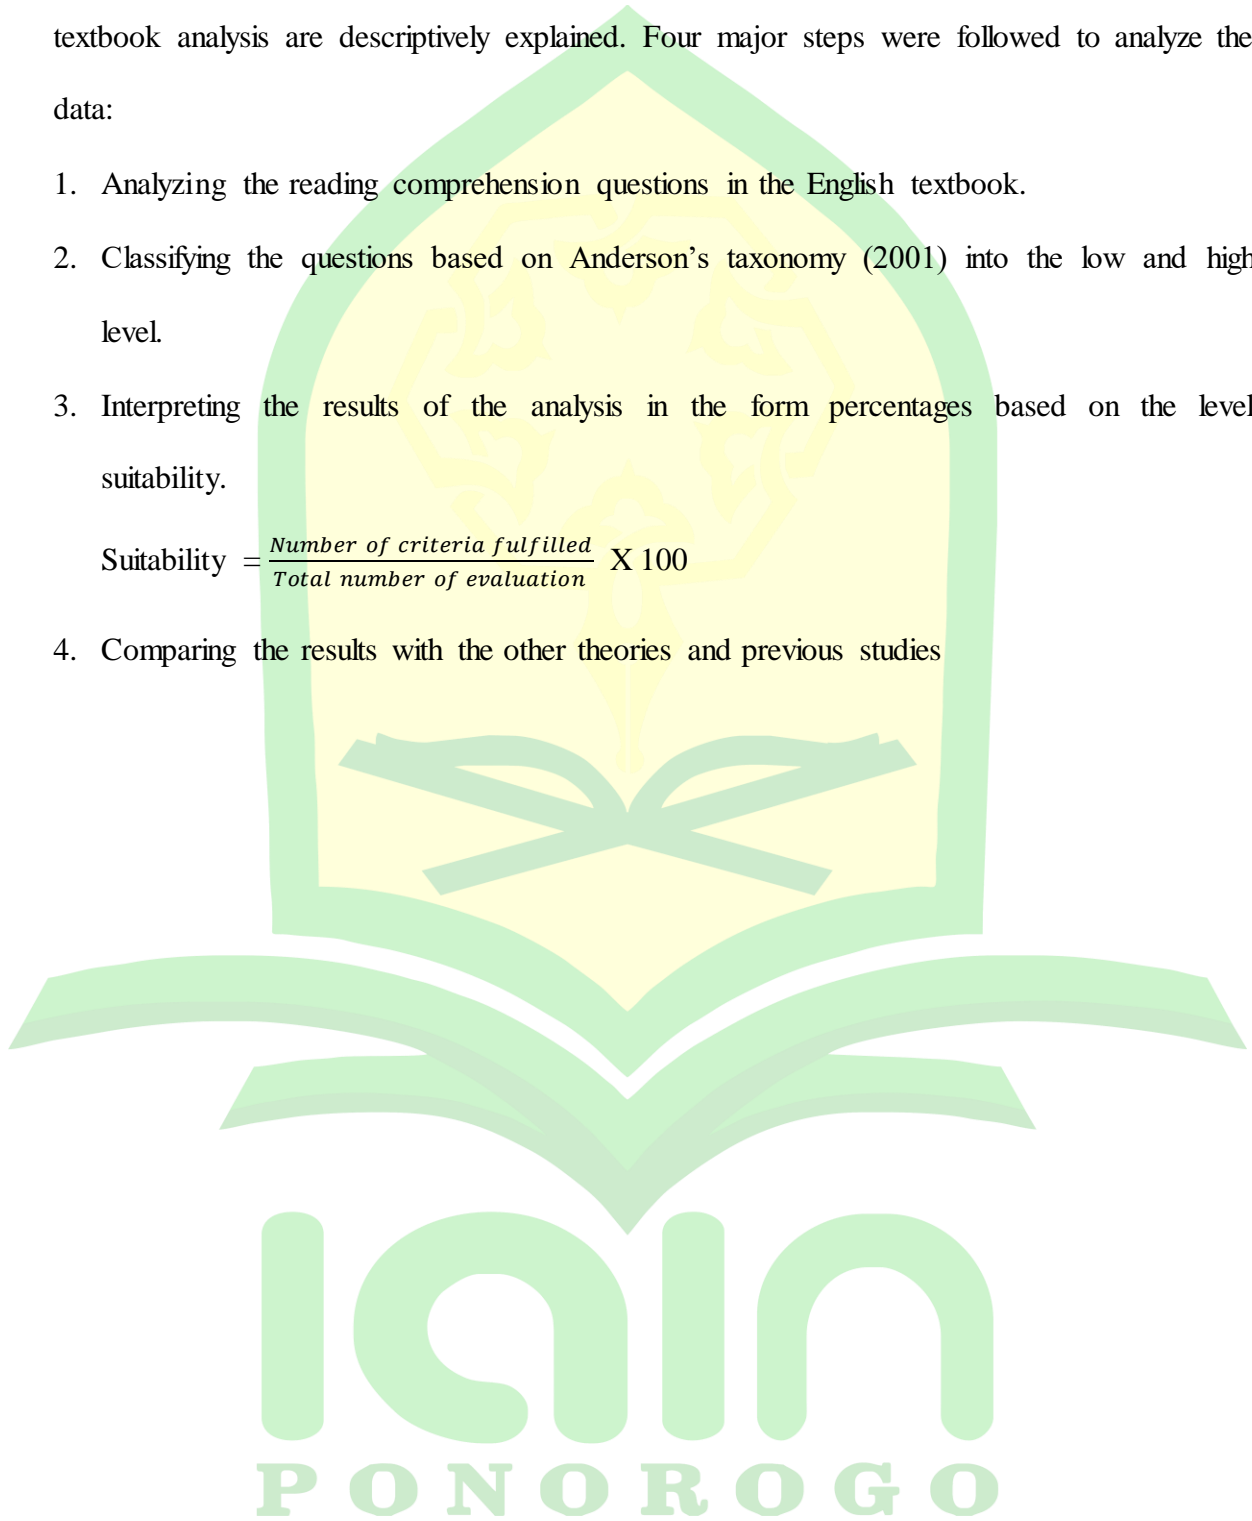 textbook analysis are descriptively explained. Four major steps were followed to analyze the
data:
1. Analyzing the reading comprehension questions in the English textbook.
2. Classifying the questions based on Anderson’s taxonomy (2001) into the low and high
level.
3. Interpreting the results of the analysis in the form percentages based on the level
suitability.
Suitability = Number of criteria fulfilled / Total number of evaluation X 100
4. Comparing the results with the other theories and previous studies
iain
PONOROGO